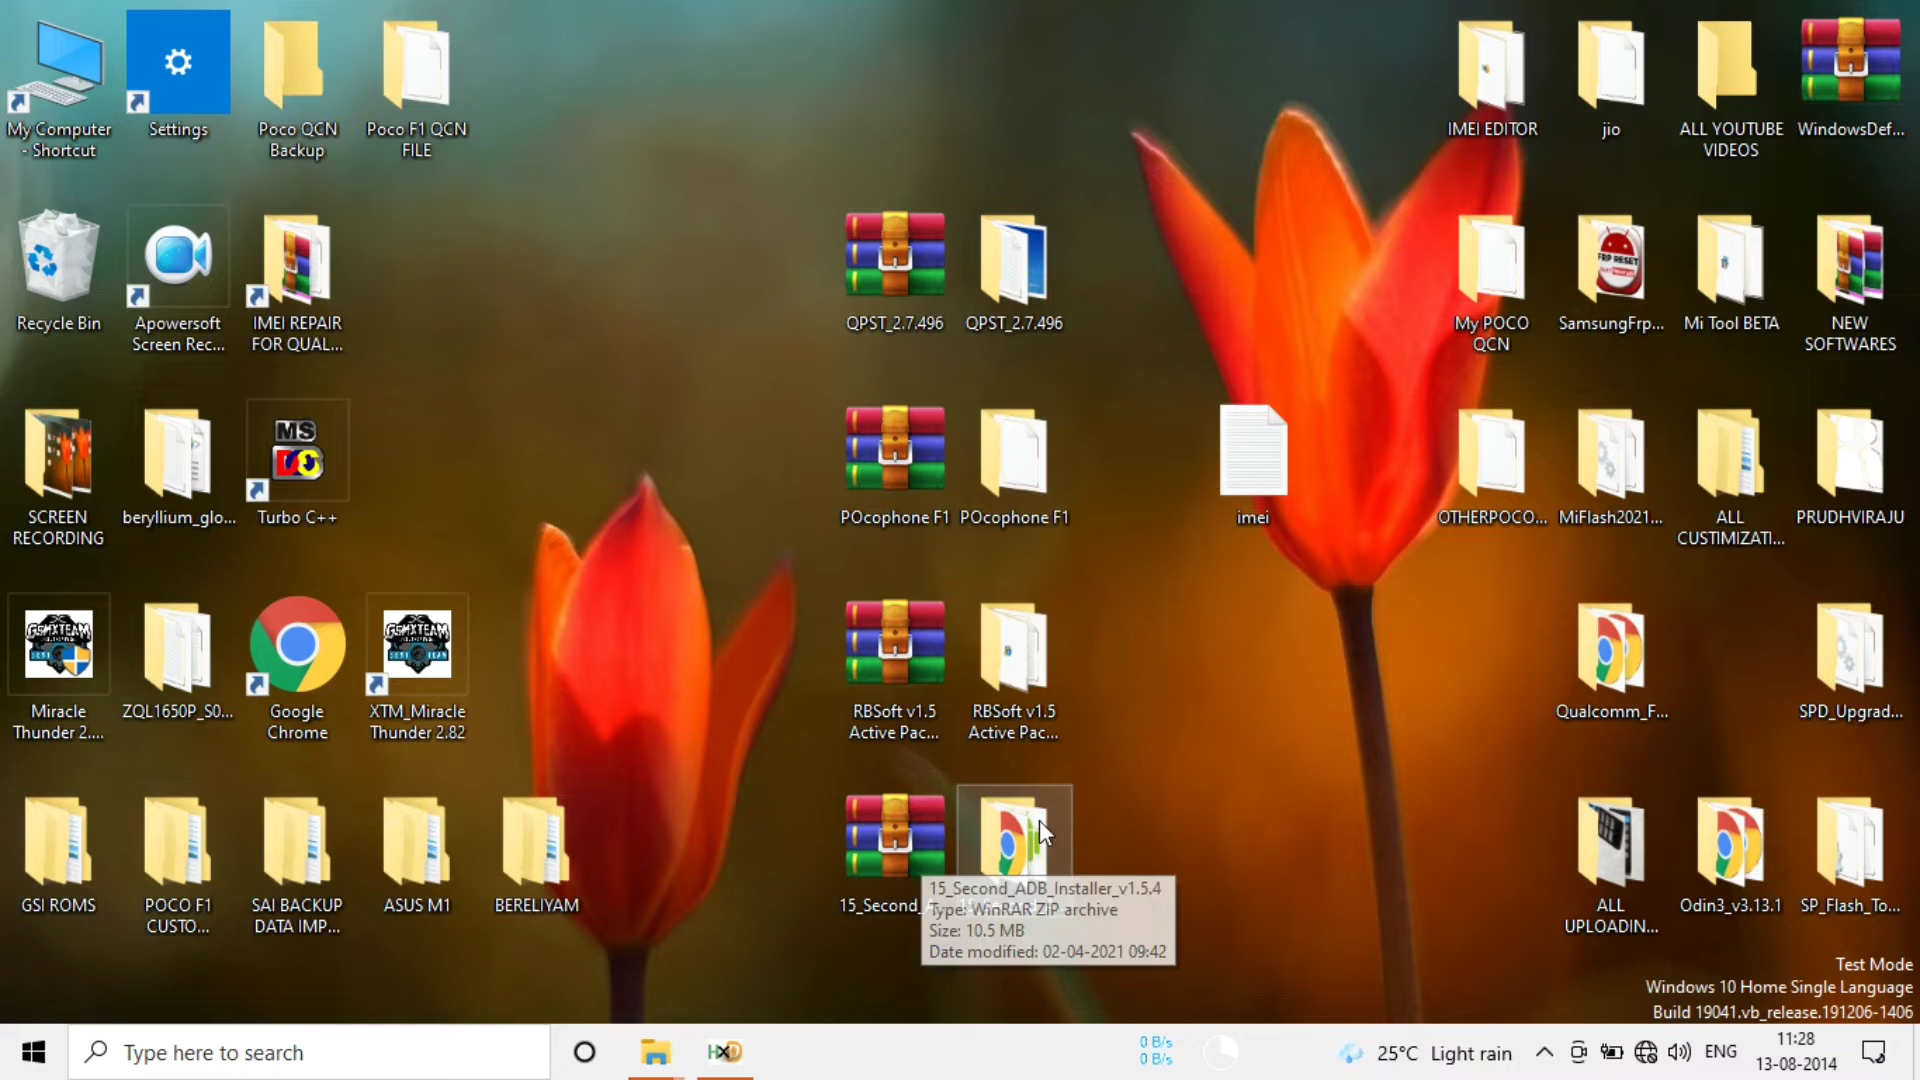 My Computer
- Shortcut
Settings
Poco QCN
Backup
Poco F1 QCN
FILE
IMEI EDITOR
jio
ALL YOUTUBE
VIDEOS
WindowsDef...
Recycle Bin
Apowersoft
Screen Rec...
IMEI REPAIR
FOR QUAL...
QPST_2.7.496
QPST_2.7.496
My POCO
QCN
FRP RESET
SamsungFrp...
Mi Tool BETA
NEW
SOFTWARES
SCREEN
RECORDING
beryllium_glo...
MS
Turbo C++
POcophone F1
POcophone F1
imei
OTHERPOCO...
MiFlash2021...
ALL
CUSTIMIZATI...
PRUDHVIRAJU
Miracle
Thunder 2....
ZQL1650P_S0...
Google
Chrome
XTM_Miracle
Thunder 2.82
RBSoft v1.5
Active Pac...
RBSoft v1.5
Active Pac...
Qualcomm_F...
SPD_Upgrad...
GSI ROMS
POCO F1
CUSTO...
SAI BACKUP
DATA IMP...
ASUS M1
BERELIYAM
15_Second_
15_Second_ADB_Installer_v1.5.4
Type: WinRAR ZIP archive
Size: 10.5 MB
Date modified: 02-04-2021 09:42
ALL
UPLOADIN...
Odin3_v3.13.1
SP_Flash_To...
Test Mode
Windows 10 Home Single Language
Build 19041.vb_release.191206-1406
Type here to search
HXD
0 B/s
0 B/s
25°C Light rain
ENG
11:28
13-08-2014